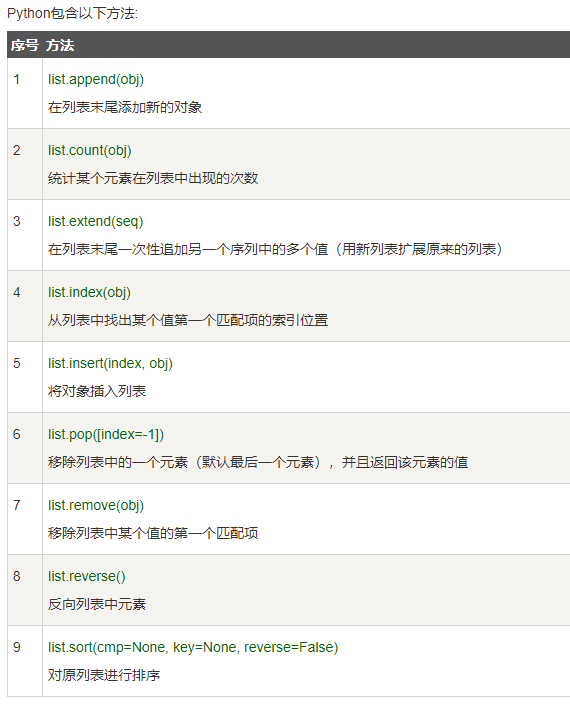 Python包含以下方法:
序号 方法
1 list.append(obj)
在列表末尾添加新的对象
2 list.count(obj)
统计某个元素在列表中出现的次数
3 list.extend(seq)
在列表末尾一次性追加另一个序列中的多个值（用新列表扩展原来的列表）
4 list.index(obj)
从列表中找出某个值第一个匹配项的索引位置
5 list.insert(index, obj)
将对象插入列表
6 list.pop([index=-1])
移除列表中的一个元素（默认最后一个元素），并且返回该元素的值
7 list.remove(obj)
移除列表中某个值的第一个匹配项
8 list.reverse()
反向列表中元素
9 list.sort(cmp=None, key=None, reverse=False)
对原列表进行排序